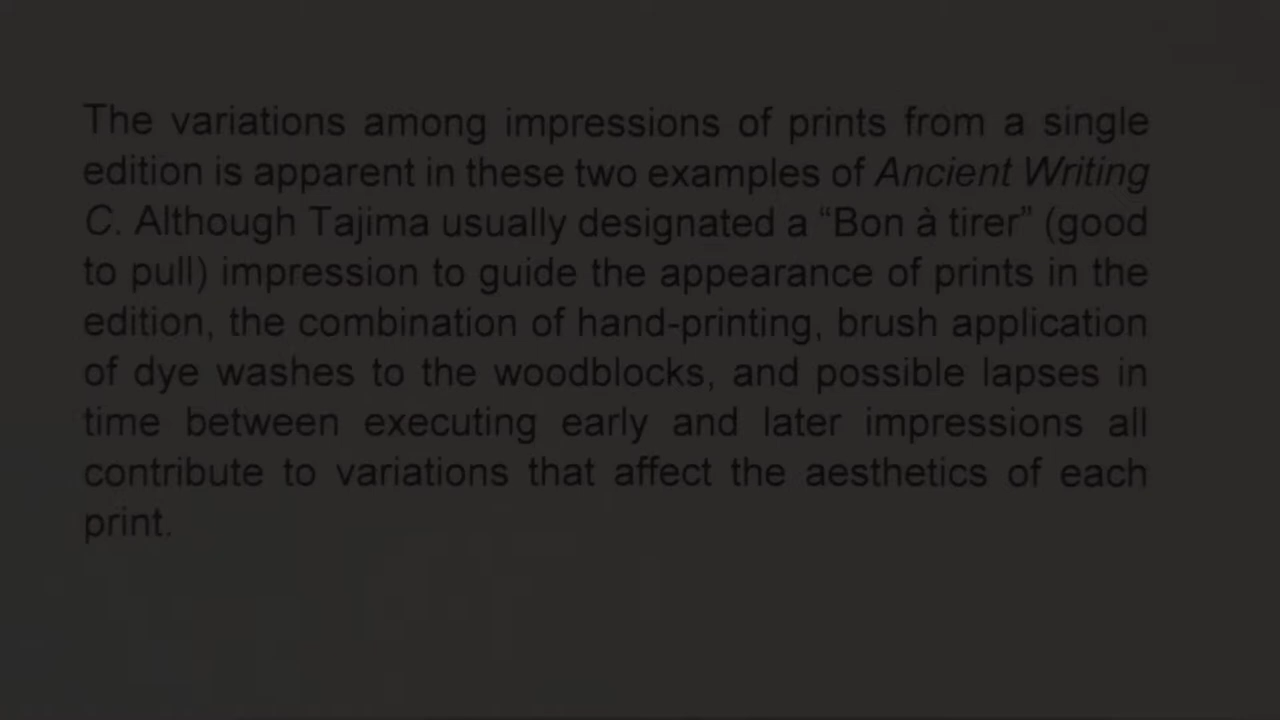 The variations among impressions of prints from a single
edition is apparent in these two examples of Ancient Writing
C. Although Tajima usually designated a “Bon à tirer” (good
to pull) impression to guide the appearance of prints in the
edition, the combination of hand-printing, brush application
of dye washes to the woodblocks, and possible lapses in
time between executing early and later impressions all
contribute to variations that affect the aesthetics of each
print.